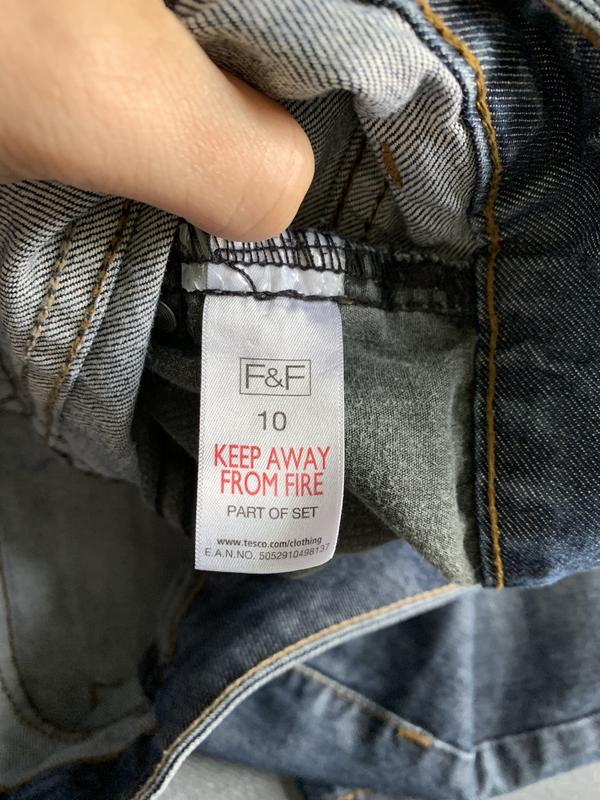 F&F
10
KEEP AWAY
FROM FIRE
PART OF SET
www.tesco.com/clothing
E.A.N.NO. 5052910498137